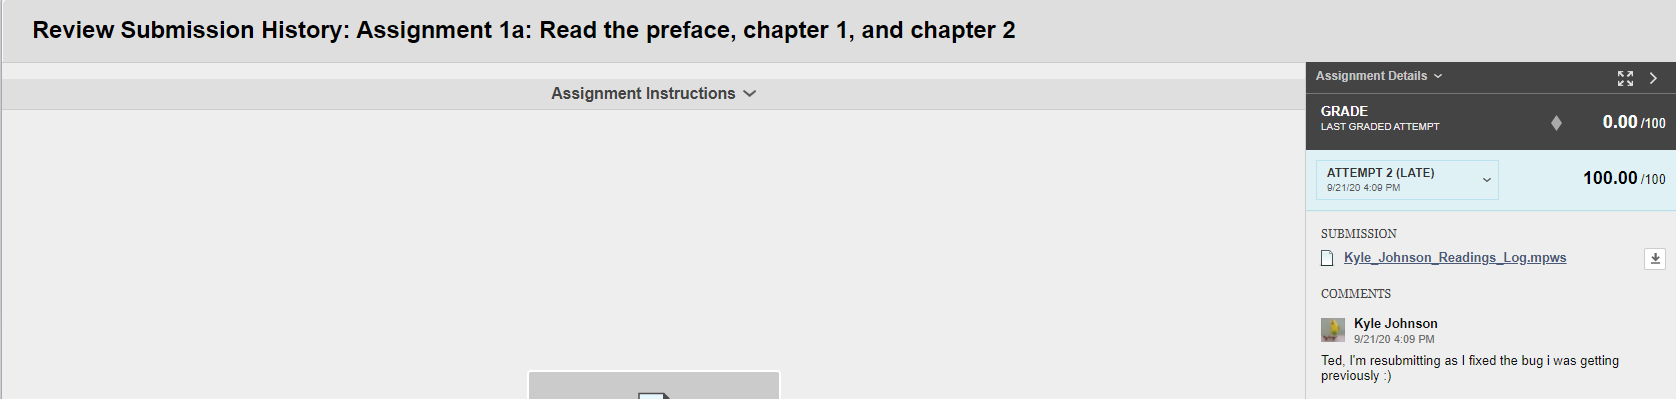 Review Submission History: Assignment 1a: Read the preface, chapter 1, and chapter 2
Assignment Instructions
Assignment Details
GRADE
LAST GRADED ATTEMPT
0.00 /100
ATTEMPT 2 (LATE)
9/21/20 4:09 PM
100.00 /100
SUBMISSION
Kyle_Johnson_Readings_Log.mpws
COMMENTS
Kyle Johnson
9/21/20 4:09 PM
Ted, I'm resubmitting as I fixed the bug i was getting
previously :)